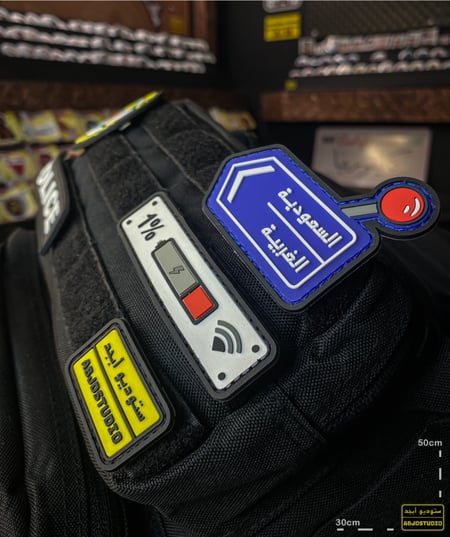 POLICE
1%
السعودية
الغربية
ستوديو أبجد
ABJDSTUDIO
50cm
30cm
ستوديو أبجد
ABJDSTUDIO